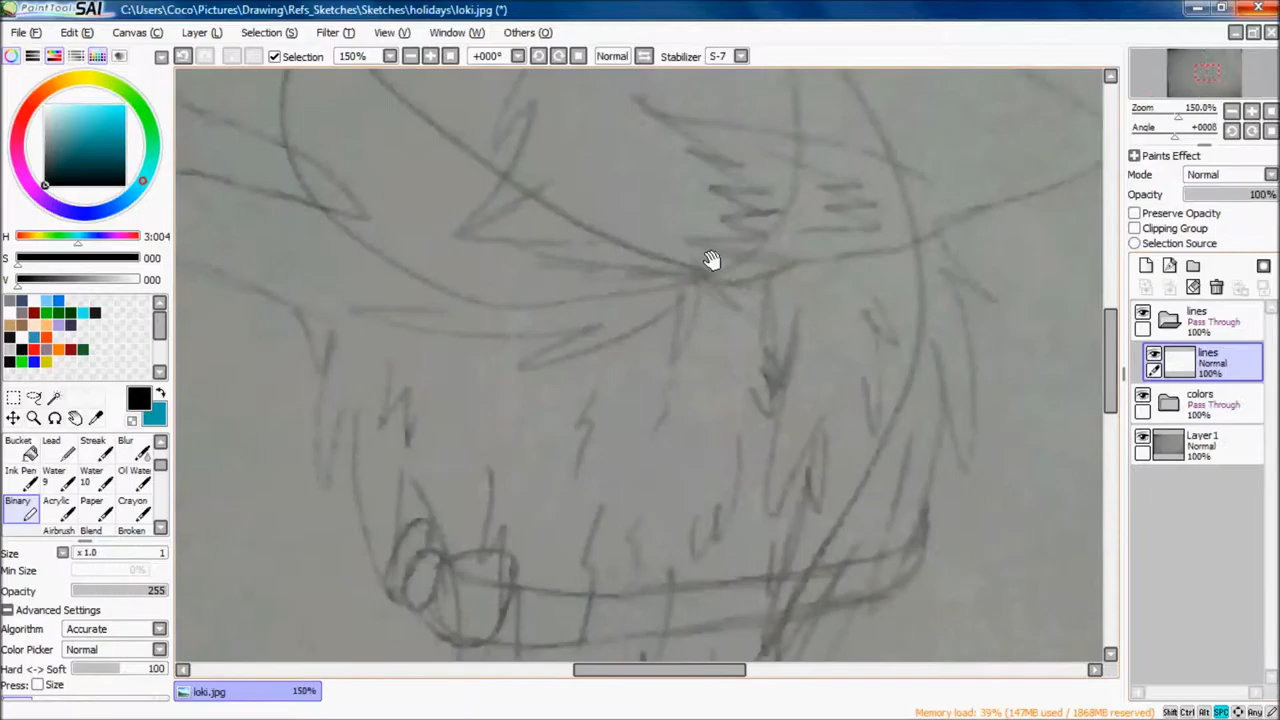 PaintTool SAI C:\Users\Coco\Pictures\Drawing\Refs_Sketches\Sketches\holidays\loki.jpg (*)
File (F) Edit (E) Canvas (C) Layer (L) Selection (S) Filter (T) View (V) Window (W) Others (O)
Selection 150% +000° Normal Stabilizer S-7
Zoom 150.0%
Angle +0008
Paints Effect
Mode Normal
Opacity 100%
Preserve Opacity
Clipping Group
Selection Source
H 3:004
S 000
V 000
lines
Pass Through
100%
lines
Normal
100%
colors
Pass Through
100%
Layer1
Normal
100%
Bucket Lead Streak Blur
Ink Pen Water 9 Water 10 Ol Water
Binary Acrylic Paper Crayon
Airbrush Blend Broken
Size x 1.0 1
Min Size 0%
Opacity 255
Advanced Settings
Algorithm Accurate
Color Picker Normal
Hard <-> Soft 100
Press: Size
loki.jpg 150%
Memory load: 39% (147MB used / 1868MB reserved) Shift Ctrl Alt SPC Any